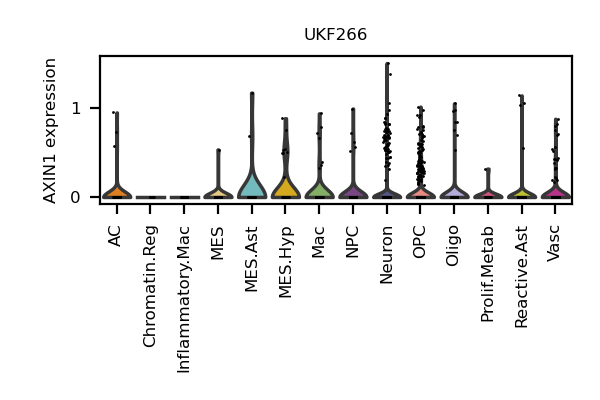 UKF266
AXIN1 expression
1
0
AC
Chromatin.Reg
Inflammatory.Mac
MES
MES.Ast
MES.Hyp
Mac
NPC
Neuron
OPC
Oligo
Prolif.Metab
Reactive.Ast
Vasc